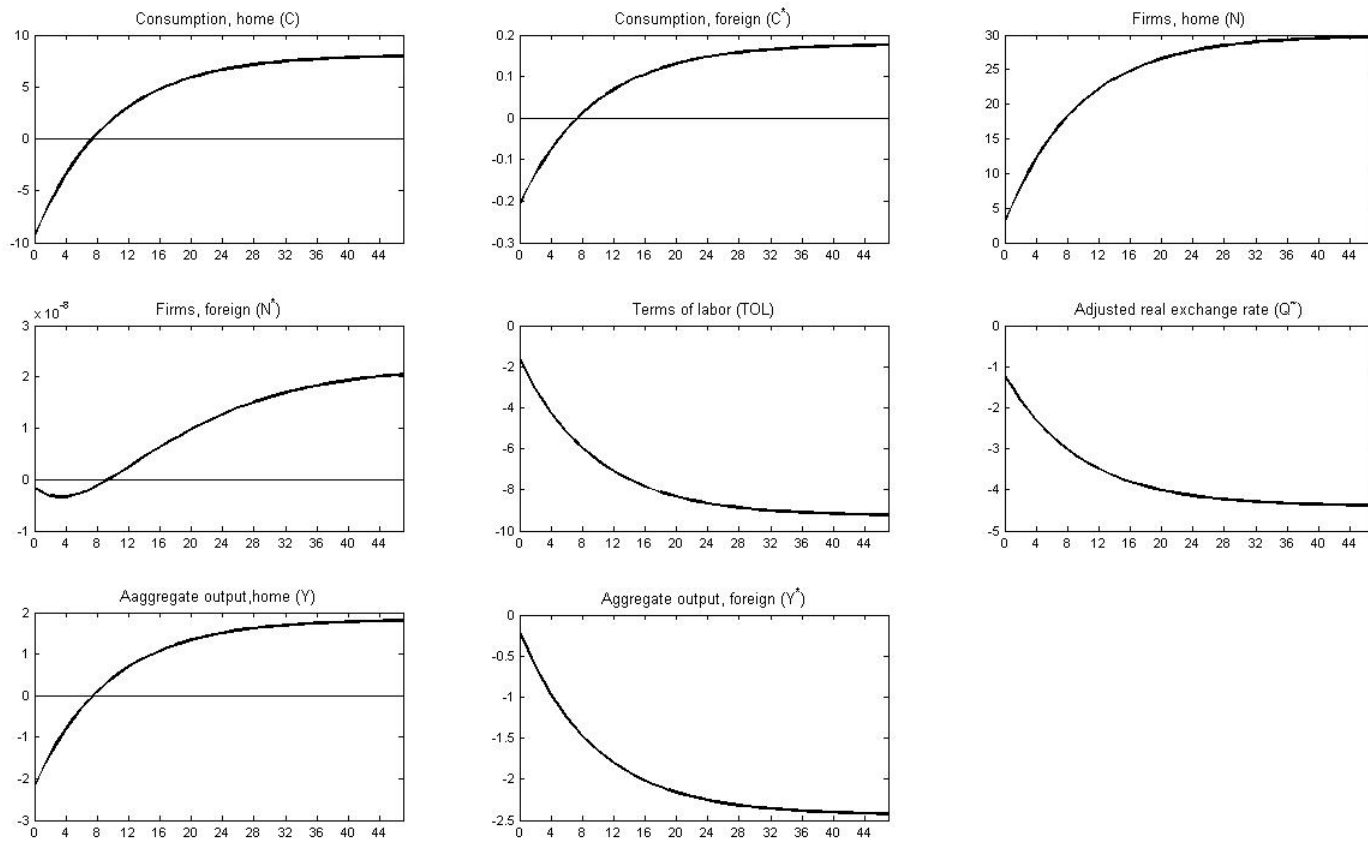 Consumption, home (C)
10
5
0
-5
-10
0 4 8 12 16 20 24 28 32 36 40 44
Consumption, foreign (C*)
0.2
0.1
0
-0.1
-0.2
-0.3
0 4 8 12 16 20 24 28 32 36 40 44
Firms, home (N)
30
25
20
15
10
5
0
0 4 8 12 16 20 24 28 32 36 40 44
Firms, foreign (N*)
x 10^-8
3
2
1
0
-1
0 4 8 12 16 20 24 28 32 36 40 44
Terms of labor (TOL)
0
-2
-4
-6
-8
-10
0 4 8 12 16 20 24 28 32 36 40 44
Adjusted real exchange rate (Q~)
0
-1
-2
-3
-4
-5
0 4 8 12 16 20 24 28 32 36 40 44
Aaggregate output,home (Y)
2
1
0
-1
-2
-3
0 4 8 12 16 20 24 28 32 36 40 44
Aggregate output, foreign (Y*)
0
-0.5
-1
-1.5
-2
-2.5
0 4 8 12 16 20 24 28 32 36 40 44